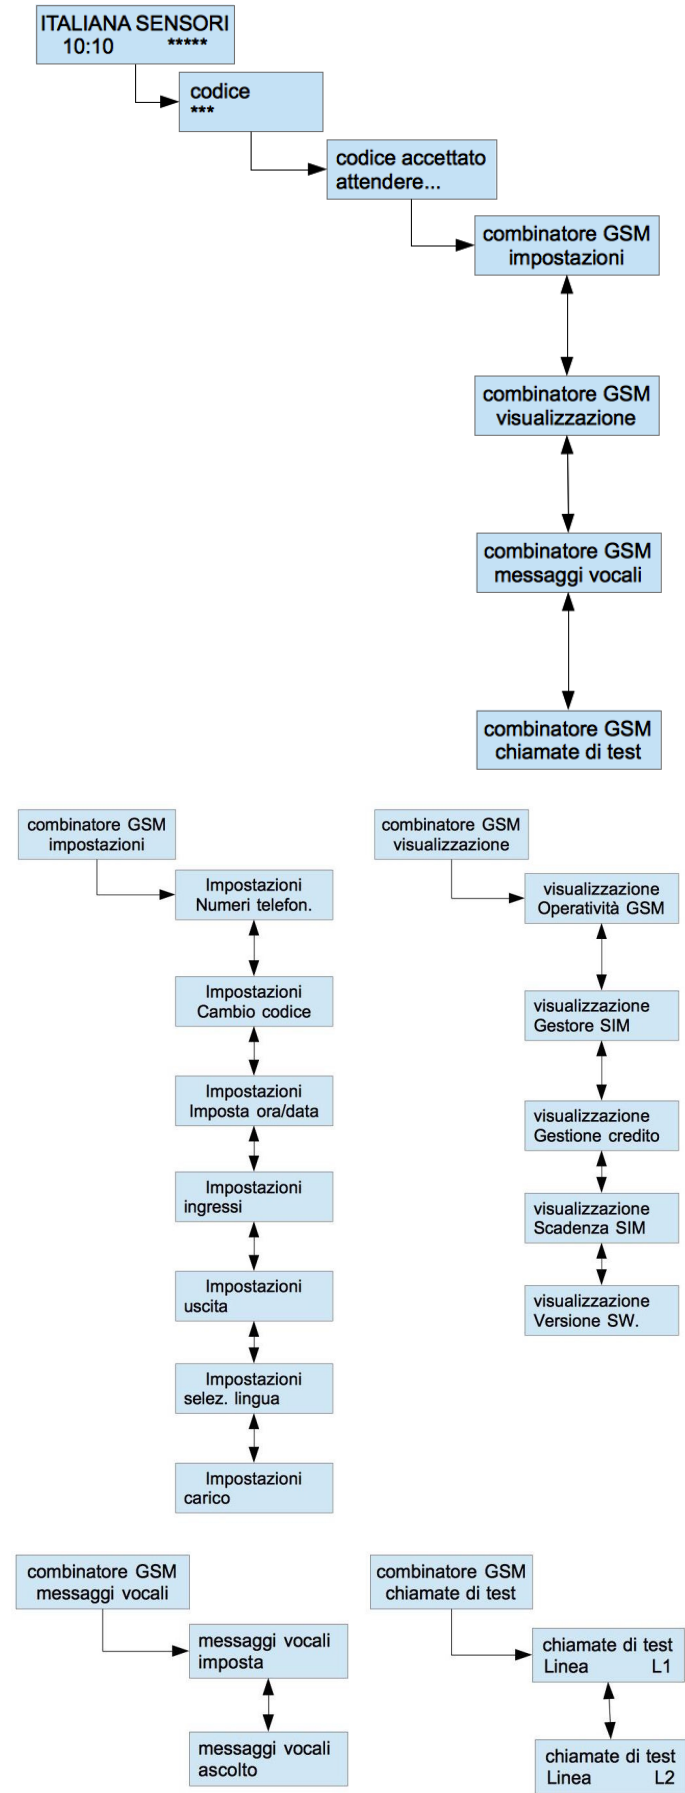 ITALIANA SENSORI
10:10 *****
codice
***
codice accettato
attendere...
combinatore GSM
impostazioni
combinatore GSM
visualizzazione
combinatore GSM
messaggi vocali
combinatore GSM
chiamate di test
combinatore GSM
impostazioni
Impostazioni
Numeri telefon.
Impostazioni
Cambio codice
Impostazioni
Imposta ora/data
Impostazioni
ingressi
Impostazioni
uscita
Impostazioni
selez. lingua
Impostazioni
carico
combinatore GSM
visualizzazione
visualizzazione
Operatività GSM
visualizzazione
Gestore SIM
visualizzazione
Gestione credito
visualizzazione
Scadenza SIM
visualizzazione
Versione SW.
combinatore GSM
messaggi vocali
messaggi vocali
imposta
messaggi vocali
ascolto
combinatore GSM
chiamate di test
chiamate di test
Linea L1
chiamate di test
Linea L2